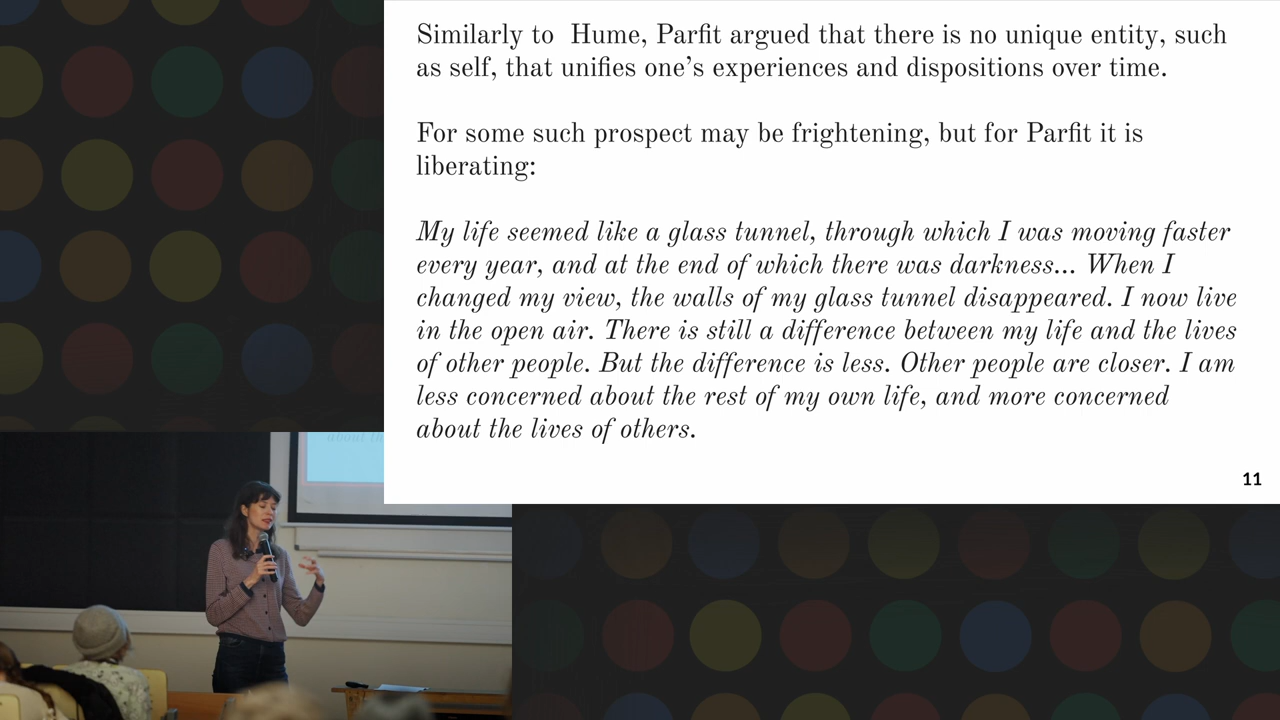 Similarly to  Hume, Parfit argued that there is no unique entity, such
as self, that unifies one’s experiences and dispositions over time.
For some such prospect may be frightening, but for Parfit it is
liberating:
My life seemed like a glass tunnel, through which I was moving faster
every year, and at the end of which there was darkness... When I
changed my view, the walls of my glass tunnel disappeared. I now live
in the open air. There is still a difference between my life and the lives
of other people. But the difference is less. Other people are closer. I am
less concerned about the rest of my own life, and more concerned
about the lives of others.
11
about th